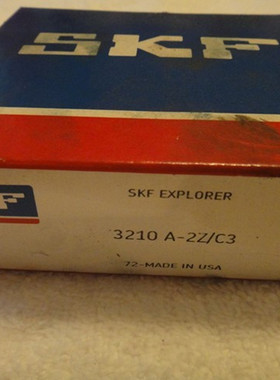 SKF
SKF EXPLORER
3210 A-2Z/C3
72-MADE IN USA